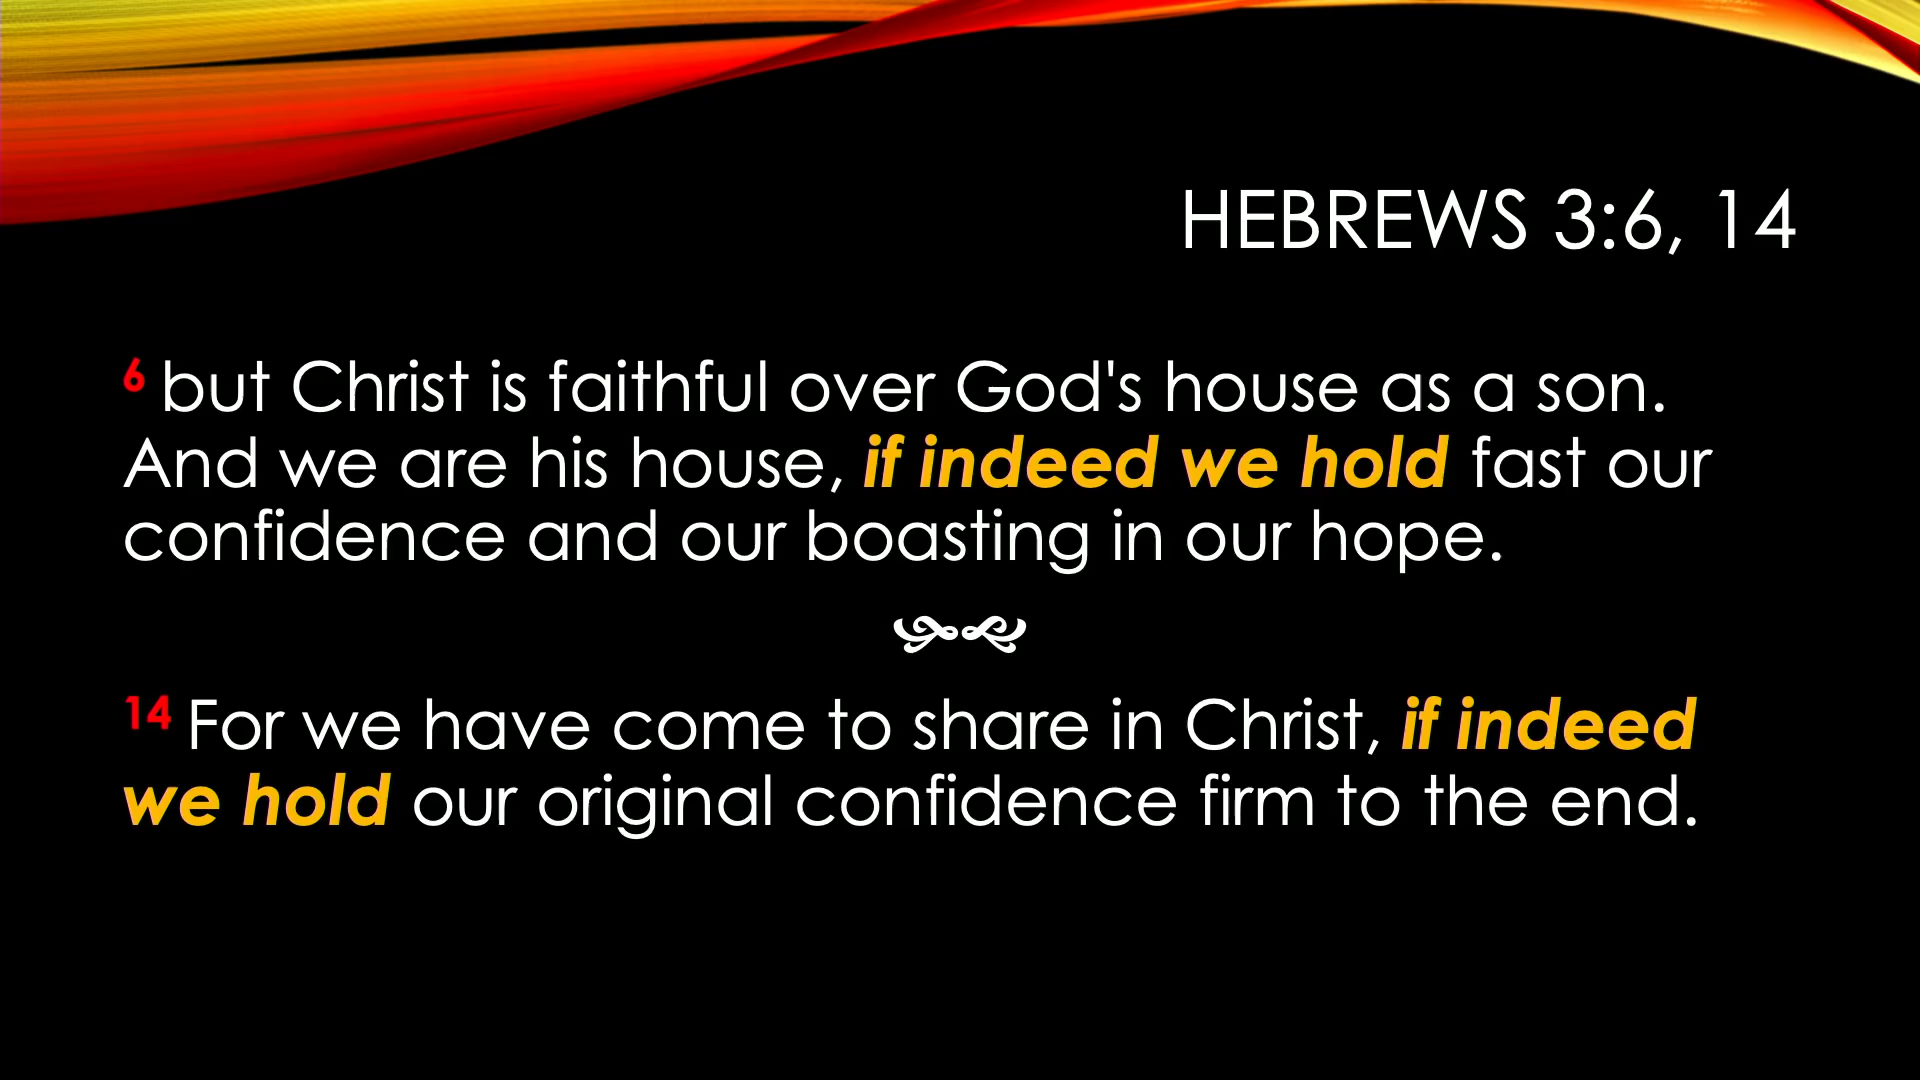 HEBREWS 3:6, 14
6 but Christ is faithful over God's house as a son.
And we are his house, if indeed we hold fast our
confidence and our boasting in our hope.
14 For we have come to share in Christ, if indeed
we hold our original confidence firm to the end.